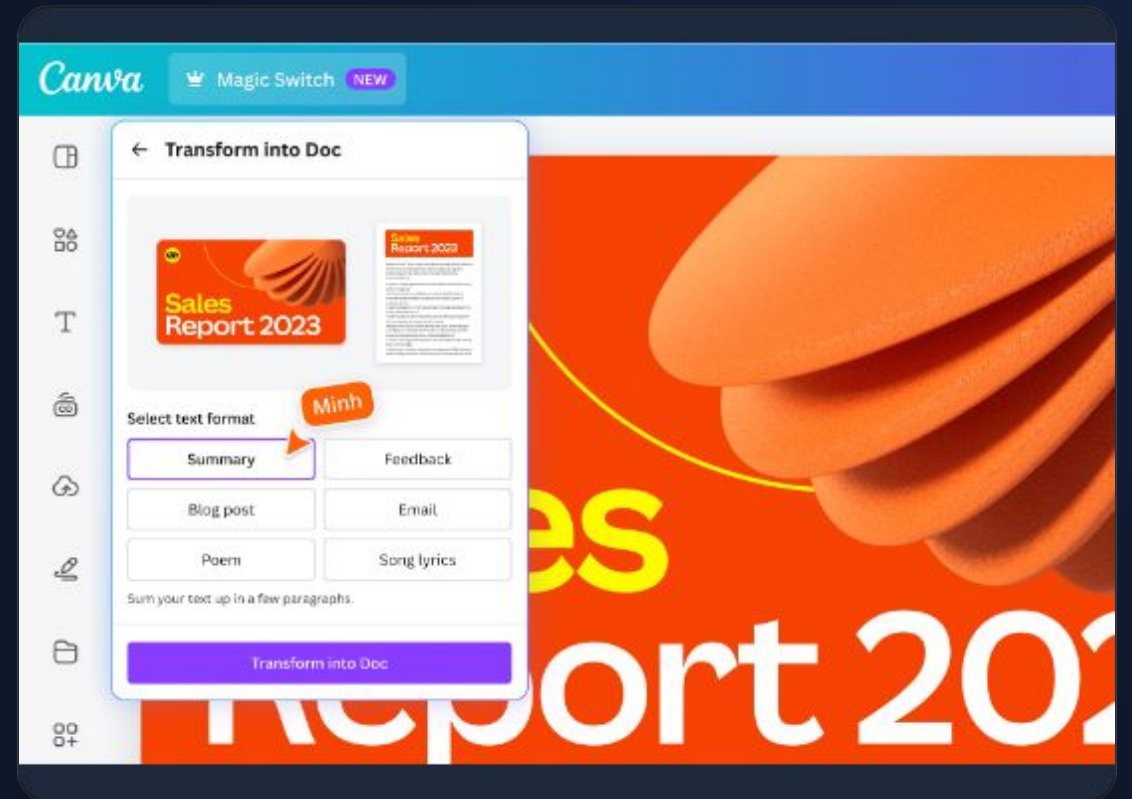 Canva
Magic Switch NEW
Transform into Doc
Sales
Report 2023
Sales
Report 2023
Minh
Select text format
Summary
Feedback
Blog post
Email
Poem
Song lyrics
Sum your text up in a few paragraphs.
Transform into Doc
es
Report 202